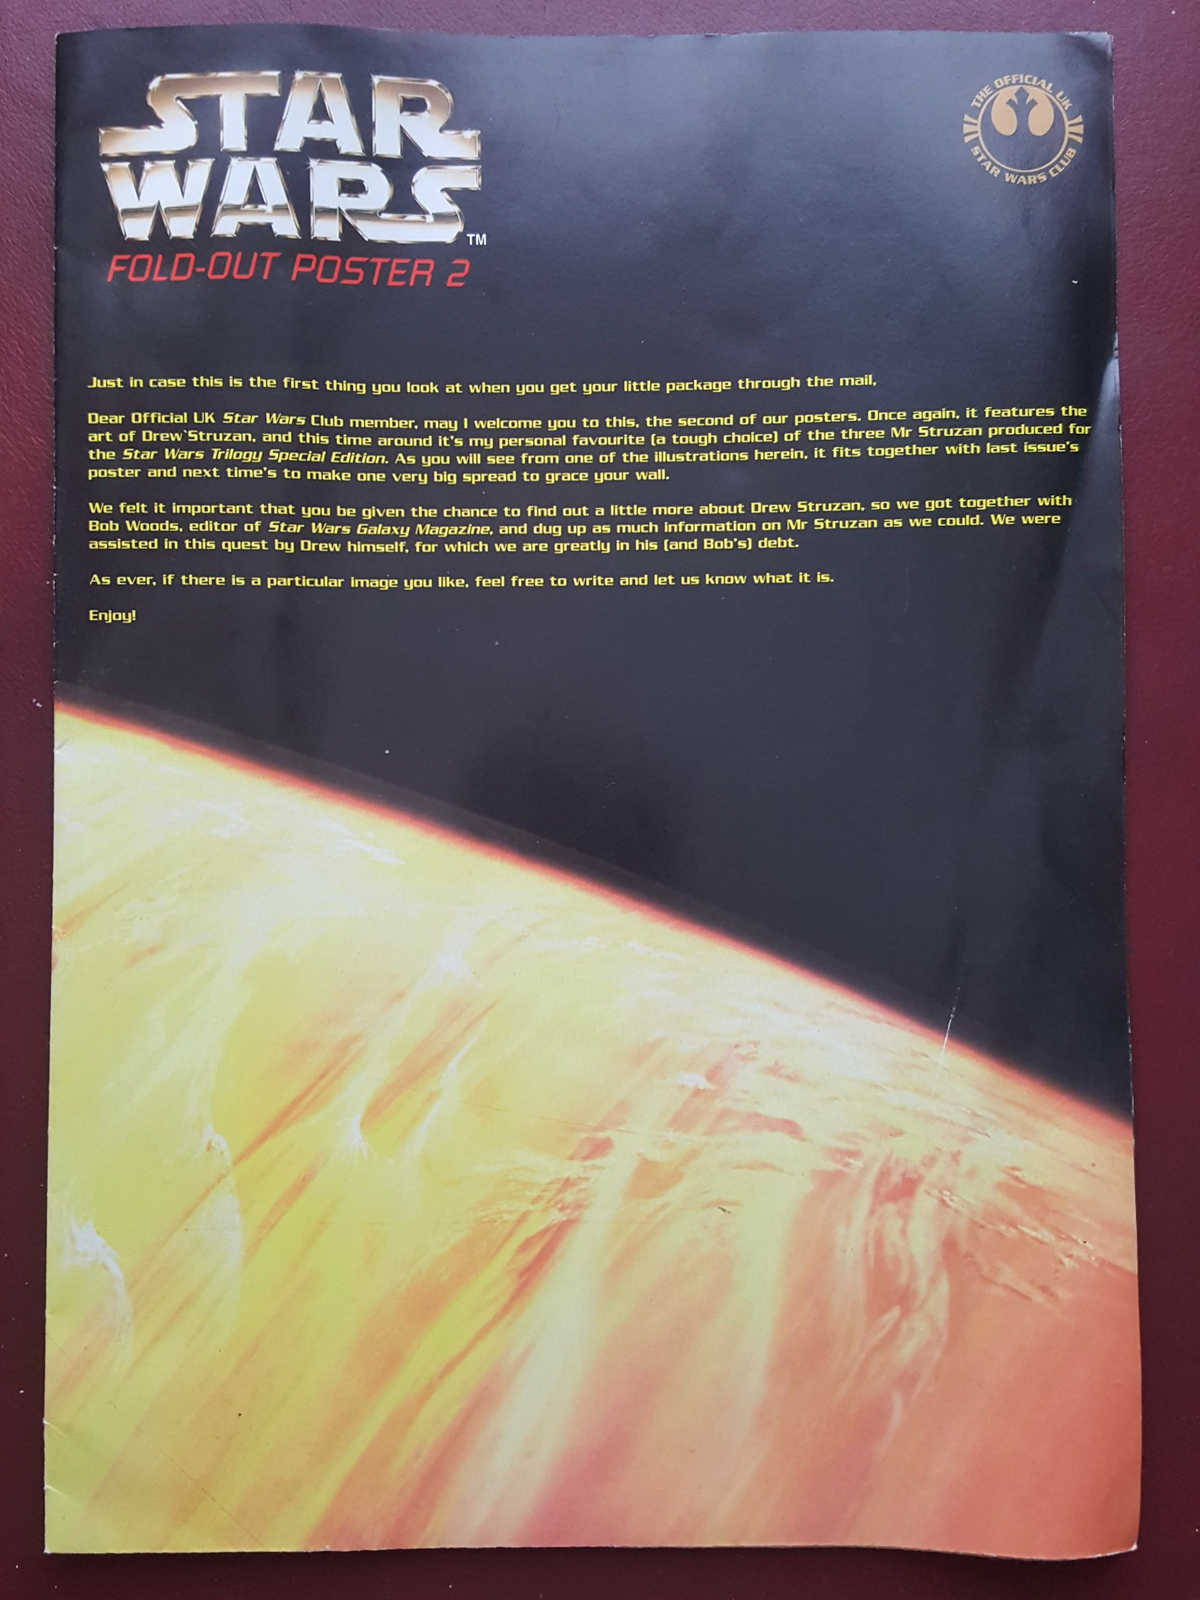 STAR
WARS
TM
FOLD-OUT POSTER 2
THE OFFICIAL UK
STAR WARS CLUB
Just in case this is the first thing you look at when you get your little package through the mail,
Dear Official UK Star Wars Club member, may I welcome you to this, the second of our posters. Once again, it features the
art of Drew Struzan, and this time around it's my personal favourite (a tough choice) of the three Mr Struzan produced for
the Star Wars Trilogy Special Edition. As you will see from one of the illustrations herein, it fits together with last issue's
poster and next time's to make one very big spread to grace your wall.
We felt it important that you be given the chance to find out a little more about Drew Struzan, so we got together with
Bob Woods, editor of Star Wars Galaxy Magazine, and dug up as much information on Mr Struzan as we could. We were
assisted in this quest by Drew himself, for which we are greatly in his (and Bob's) debt.
As ever, if there is a particular image you like, feel free to write and let us know what it is.
Enjoy!